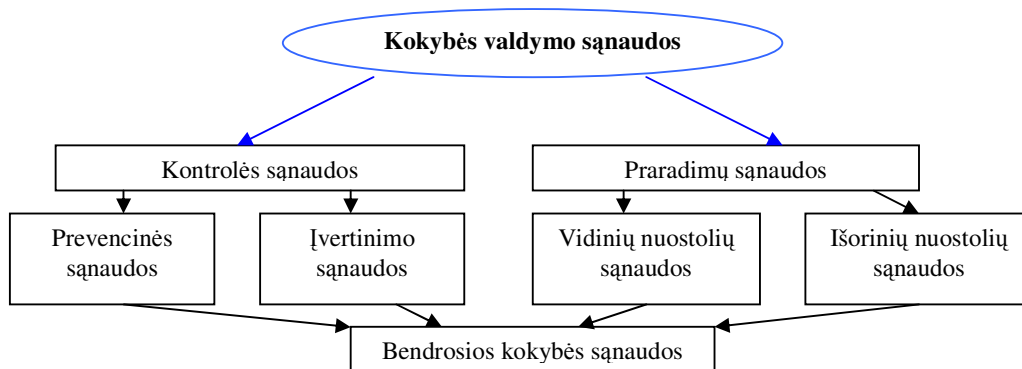 Kokybės valdymo sąnaudos
Kontrolės sąnaudos
Praradimų sąnaudos
Prevencinės
sąnaudos
Įvertinimo
sąnaudos
Vidinių nuostolių
sąnaudos
Išorinių nuostolių
sąnaudos
Bendrosios kokybės sąnaudos